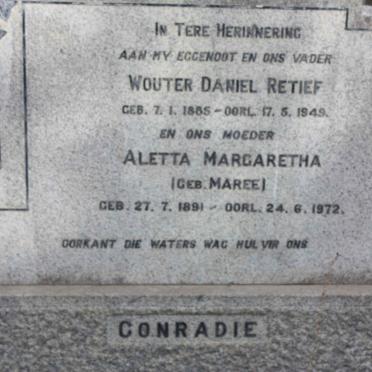 IN TERE HERINNERING
AAN MY EGGENOOT EN ONS VADER
WOUTER DANIEL RETIEF
GEB. 7. 1. 1885 - OORL. 17. 5. 1949.
EN ONS MOEDER
ALETTA MARGARETHA
(GEB. MAREE)
GEB. 27. 7. 1891 - OORL. 24. 6. 1972.
OORKANT DIE WATERS WAG HUL VIR ONS
CONRADIE